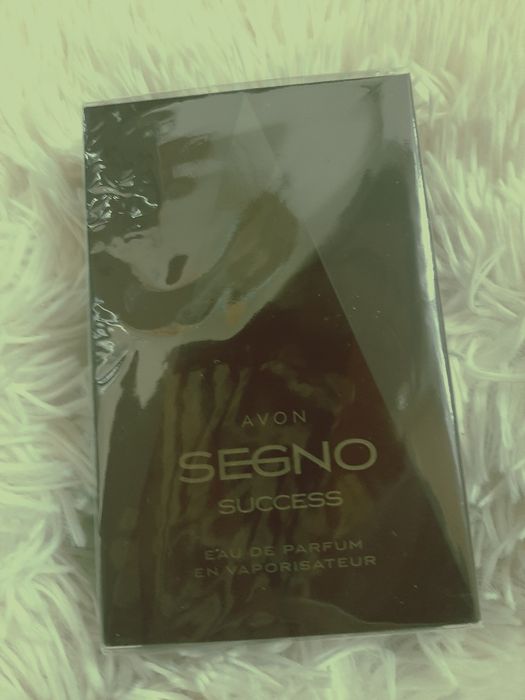 AVON
SEGNO
SUCCESS
EAU DE PARFUM
EN VAPORISATEUR